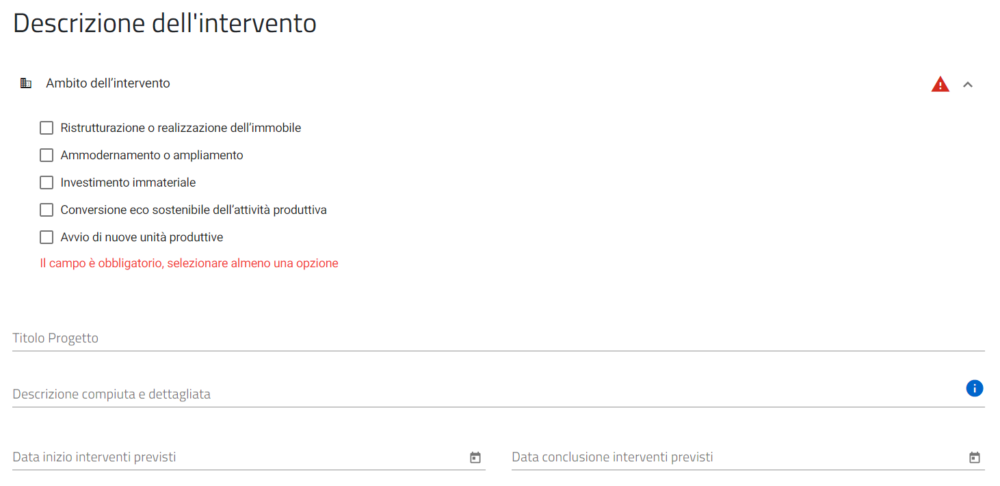 Descrizione dell'intervento
Ambito dell’intervento
Ristrutturazione o realizzazione dell’immobile
Ammodernamento o ampliamento
Investimento immateriale
Conversione eco sostenibile dell’attività produttiva
Avvio di nuove unità produttive
Il campo è obbligatorio, selezionare almeno una opzione
Titolo Progetto
Descrizione compiuta e dettagliata
Data inizio interventi previsti
Data conclusione interventi previsti